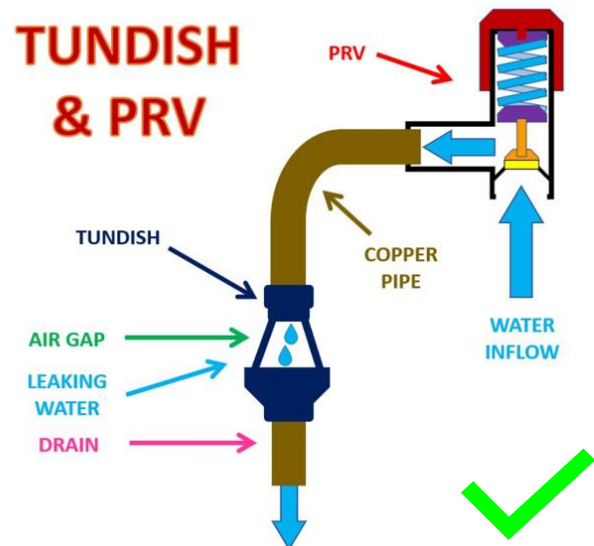 TUNDISH
& PRV
PRV
TUNDISH
COPPER
PIPE
AIR GAP
WATER
INFLOW
LEAKING
WATER
DRAIN